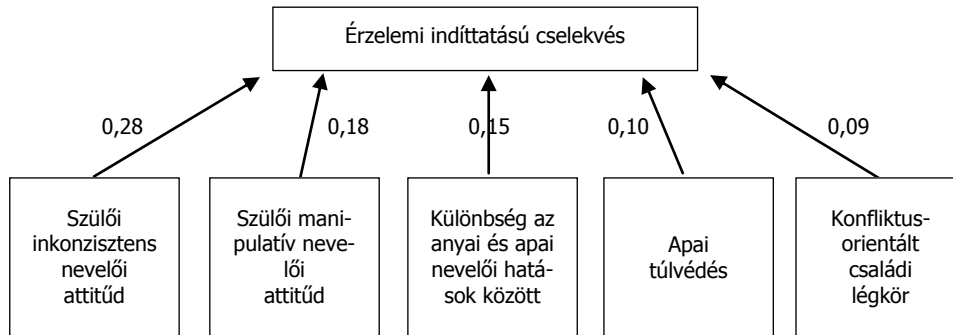 Érzelemi indíttatású cselekvés
0,28
0,18
0,15
0,10
0,09
Szülői
inkonzisztens
nevelői
attitűd
Szülői mani-
pulatív neve-
lői
attitűd
Különbség az
anyai és apai
nevelői hatá-
sok között
Apai
túlvédés
Konfliktus-
orientált
családi
légkör